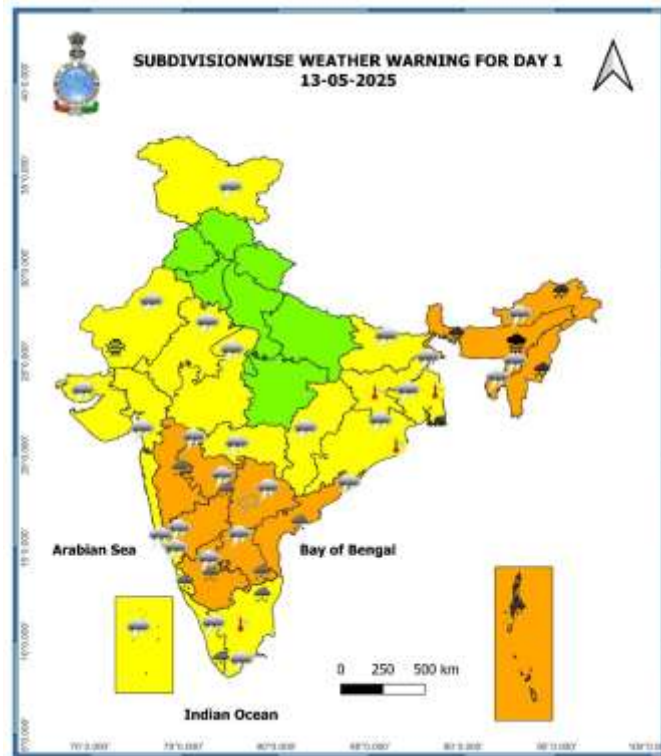 SUBDIVISIONWISE WEATHER WARNING FOR DAY 1
13-05-2025
Arabian Sea
Bay of Bengal
0 250 500 km
Indian Ocean